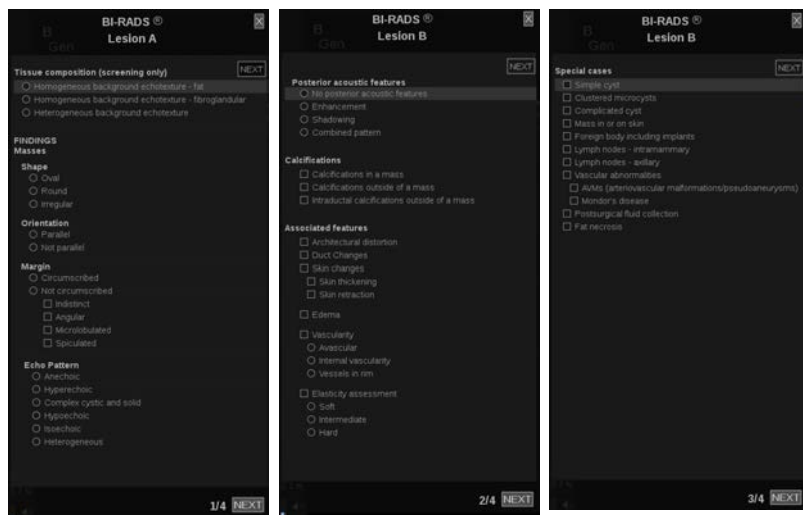 BI-RADS ®
X
Lesion A
NEXT
Tissue composition (screening only)
Homogeneous background echotexture - fat
Homogeneous background echotexture - fibroglandular
Heterogeneous background echotexture
FINDINGS
Masses
Shape
Oval
Round
Irregular
Orientation
Parallel
Not parallel
Margin
Circumscribed
Not circumscribed
Indistinct
Angular
Microlobulated
Spiculated
Echo Pattern
Anechoic
Hyperechoic
Complex cystic and solid
Hypoechoic
Isoechoic
Heterogeneous
1/4 NEXT
BI-RADS ®
X
B
Gen
Lesion B
NEXT
Posterior acoustic features
No posterior acoustic features
Enhancement
Shadowing
Combined pattern
Calcifications
Calcifications in a mass
Calcifications outside of a mass
Intraductal calcifications outside of a mass
Associated features
Architectural distortion
Duct Changes
Skin changes
Skin thickening
Skin retraction
Edema
Vascularity
Avascular
Internal vascularity
Vessels in rim
Elasticity assessment
Soft
Intermediate
Hard
2/4 NEXT
BI-RADS ®
X
B
Gen
Lesion B
NEXT
Special cases
Simple cyst
Clustered microcysts
Complicated cyst
Mass in or on skin
Foreign body including implants
Lymph nodes - intramammary
Lymph nodes - axillary
Vascular abnormalities
AVMs (arteriovascular malformations/pseudoaneurysms)
Mondor's disease
Postsurgical fluid collection
Fat necrosis
3/4 NEXT